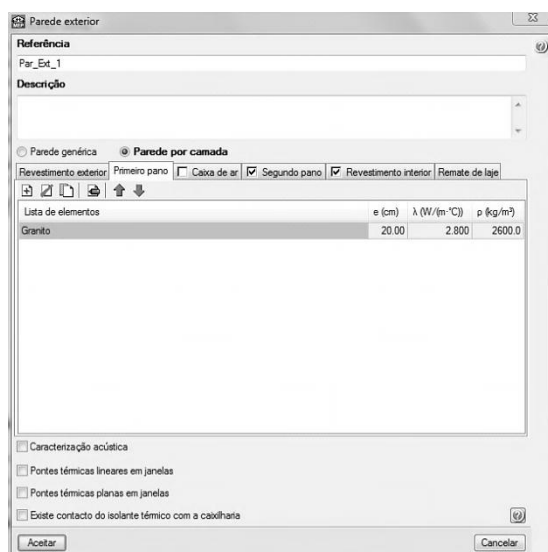 Parede exterior
Referência
Par_Ext_1
Descrição
Parede genérica Parede por camada
Revestimento exterior Primeiro pano Caixa de ar Segundo pano Revestimento interior Remate de laje
Lista de elementos e (cm) λ (W/(m·°C)) ρ (kg/m³)
Granito 20.00 2.800 2600.0
Caracterização acústica
Pontes térmicas lineares em janelas
Pontes térmicas planas em janelas
Existe contacto do isolante térmico com a caixilharia
Aceitar Cancelar